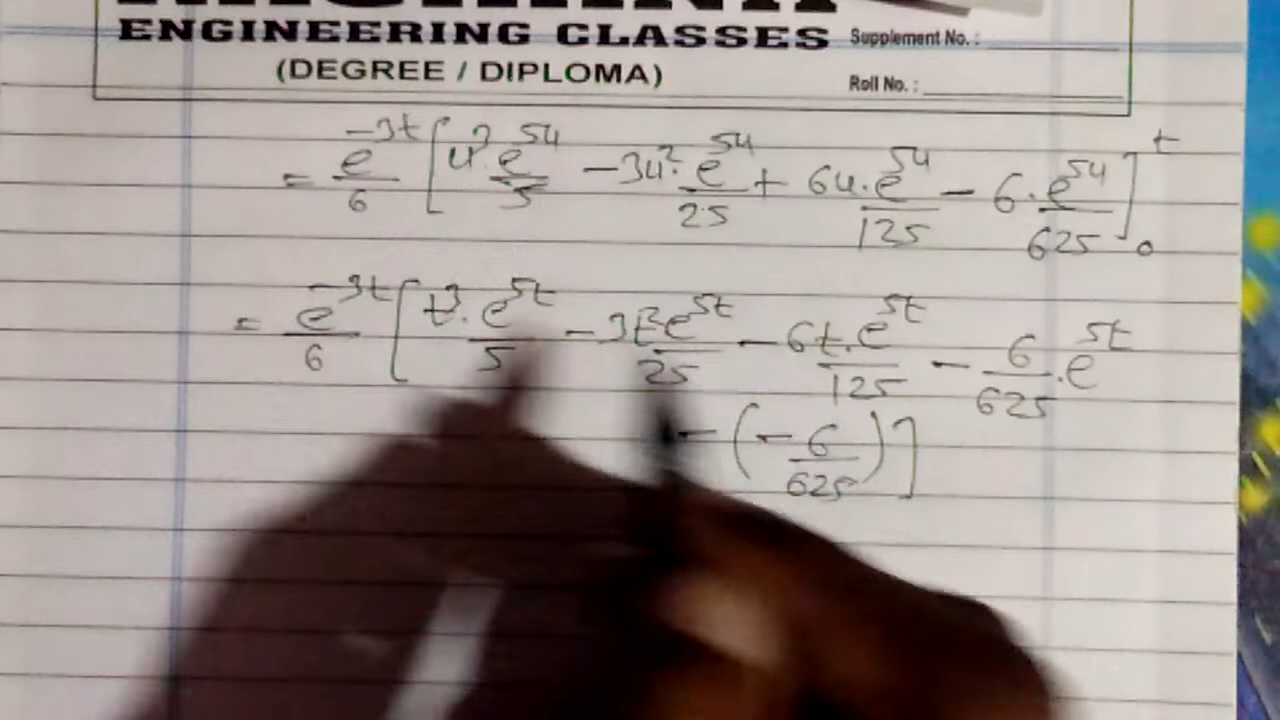 ENGINEERING CLASSES
Supplement No. :
(DEGREE / DIPLOMA)
Roll No. :
= e^{-3t}/6 [u³ e^{5u}/5 - 3u². e^{5u}/25 + 6u. e^{5u}/125 - 6. e^{5u}/625]₀^t
= e^{-3t}/6 [t³. e^{5t}/5 - 3t² e^{5t}/25 - 6t. e^{5t}/125 - 6/625 . e^{5t}
- (- 6/625)]